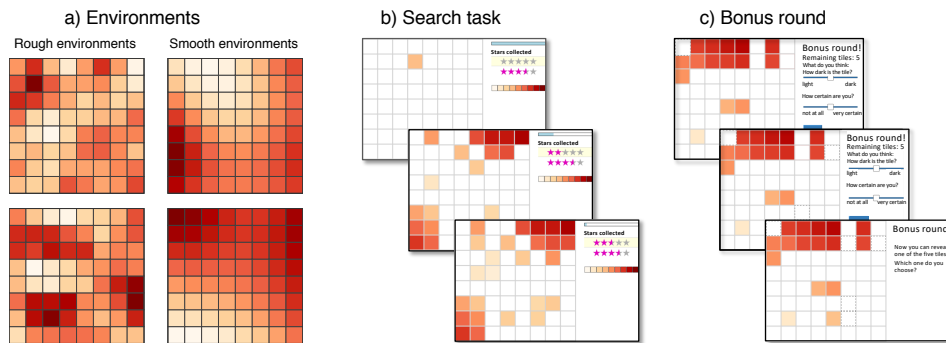 a) Environments
Rough environments
Smooth environments
b) Search task
Stars collected
Stars collected
Stars collected
c) Bonus round
Bonus round!
Remaining tiles: 5
What do you think:
How dark is the tile?
light dark
How certain are you?
not at all very certain
Bonus round!
Remaining tiles: 5
What do you think:
How dark is the tile?
light dark
How certain are you?
not at all very certain
Bonus round
Now you can revea
one of the five tiles
Which one do you
choose?